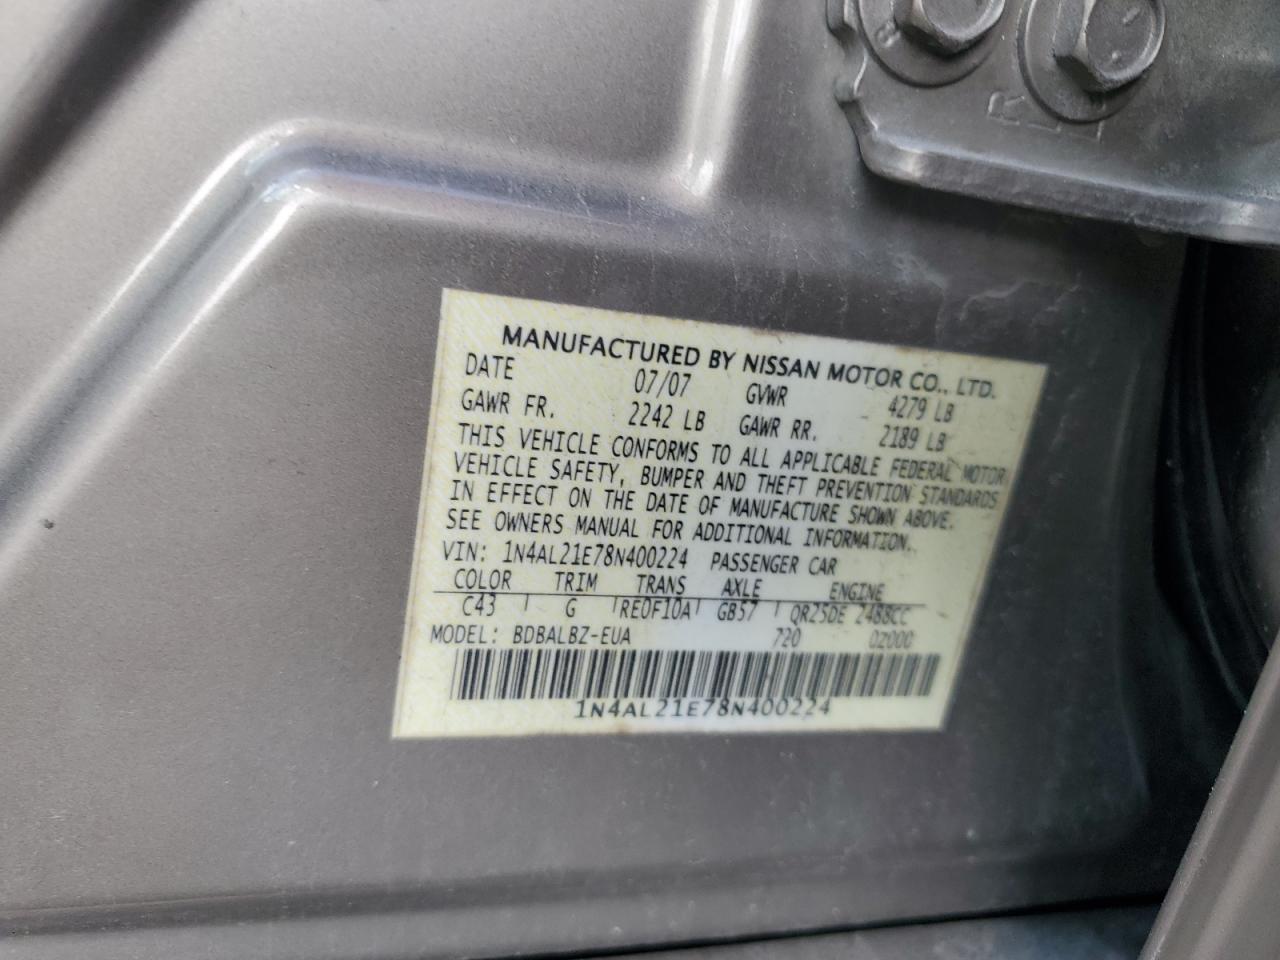 R
MANUFACTURED BY NISSAN MOTOR CO., LTD.
DATE 07/07 GVWR 4279 LB
GAWR FR. 2242 LB GAWR RR. 2189 LB
THIS VEHICLE CONFORMS TO ALL APPLICABLE FEDERAL MOTOR
VEHICLE SAFETY, BUMPER AND THEFT PREVENTION STANDARDS
IN EFFECT ON THE DATE OF MANUFACTURE SHOWN ABOVE.
SEE OWNERS MANUAL FOR ADDITIONAL INFORMATION.
VIN: 1N4AL21E78N400224 PASSENGER CAR
COLOR TRIM TRANS AXLE ENGINE
C43 G RE0F10A GB57 QR25DE 2488CC
MODEL: BDBALBZ-EUA 720 0Z000
1N4AL21E78N400224